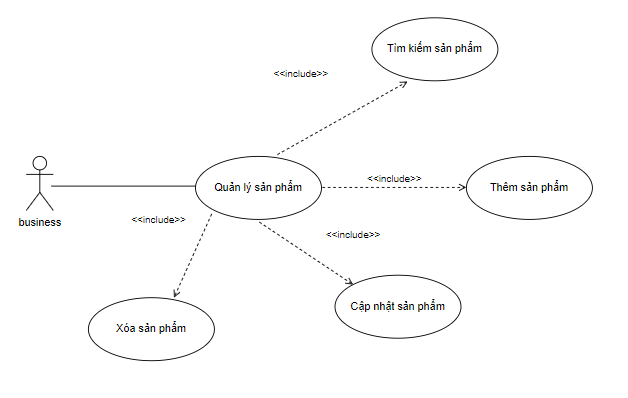 Tìm kiếm sản phẩm
<<include>>
<<include>>
Quản lý sản phẩm
Thêm sản phẩm
business
<<include>>
<<include>>
Cập nhật sản phẩm
Xóa sản phẩm